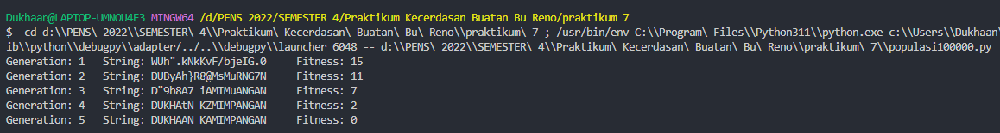 Dukhaan@LAPTOP-UMNOU4E3 MINGW64 /d/PENS 2022/SEMESTER 4/Praktikum Kecerdasan Buatan Bu Reno/praktikum 7
$  cd d:\\PENS\ 2022\\SEMESTER\ 4\\Praktikum\ Kecerdasan\ Buatan\ Bu\ Reno\\praktikum\ 7 ; /usr/bin/env C:\\Program\ Files\\Python311\\python.exe c:\\Users\\Dukhaan\
ib\\python\\debugpy\\adapter/../..\\debugpy\\launcher 6048 -- d:\\PENS\ 2022\\SEMESTER\ 4\\Praktikum\ Kecerdasan\ Buatan\ Bu\ Reno\\praktikum\ 7\\populasi100000.py
Generation: 1   String: WUh".kNkKvF/bjeIG.0     Fitness: 15
Generation: 2   String: DUByAh}R8@MsMuRNG7N     Fitness: 11
Generation: 3   String: D"9b8A7 iAMIMuANGAN     Fitness: 7
Generation: 4   String: DUKHAtN KZMIMPANGAN     Fitness: 2
Generation: 5   String: DUKHAAN KAMIMPANGAN     Fitness: 0